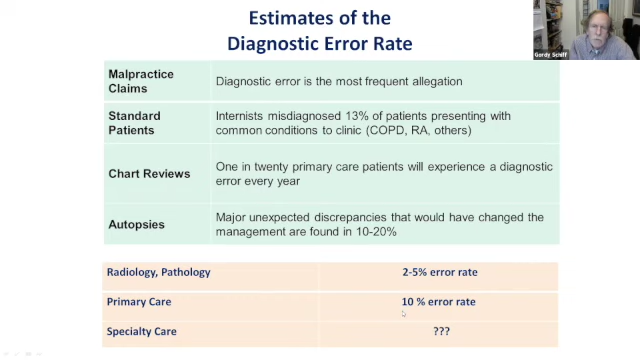 Estimates of the
Diagnostic Error Rate
Gordy Schiff
Malpractice
Claims
Diagnostic error is the most frequent allegation
Standard
Patients
Internists misdiagnosed 13% of patients presenting with
common conditions to clinic (COPD, RA, others)
Chart Reviews
One in twenty primary care patients will experience a diagnostic
error every year
Autopsies
Major unexpected discrepancies that would have changed the
management are found in 10-20%
Radiology, Pathology
2-5% error rate
Primary Care
10 % error rate
Specialty Care
???